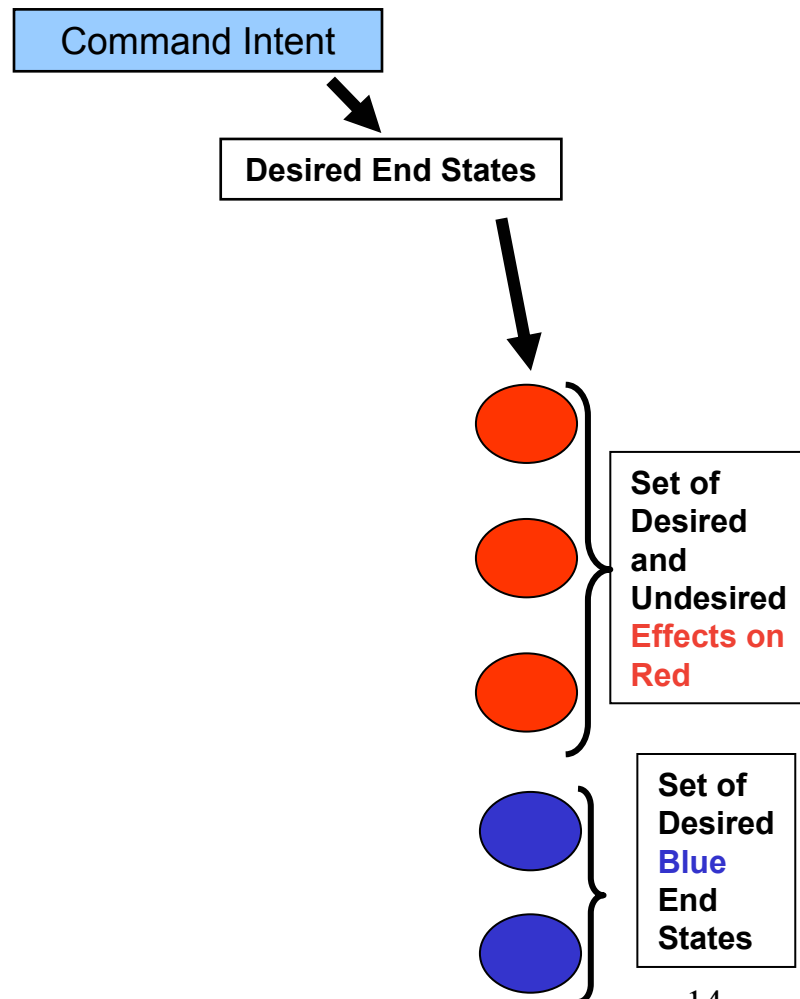 Command Intent
Desired End States
Set of
Desired
and
Undesired
Effects on
Red
Set of
Desired
Blue
End
States
14